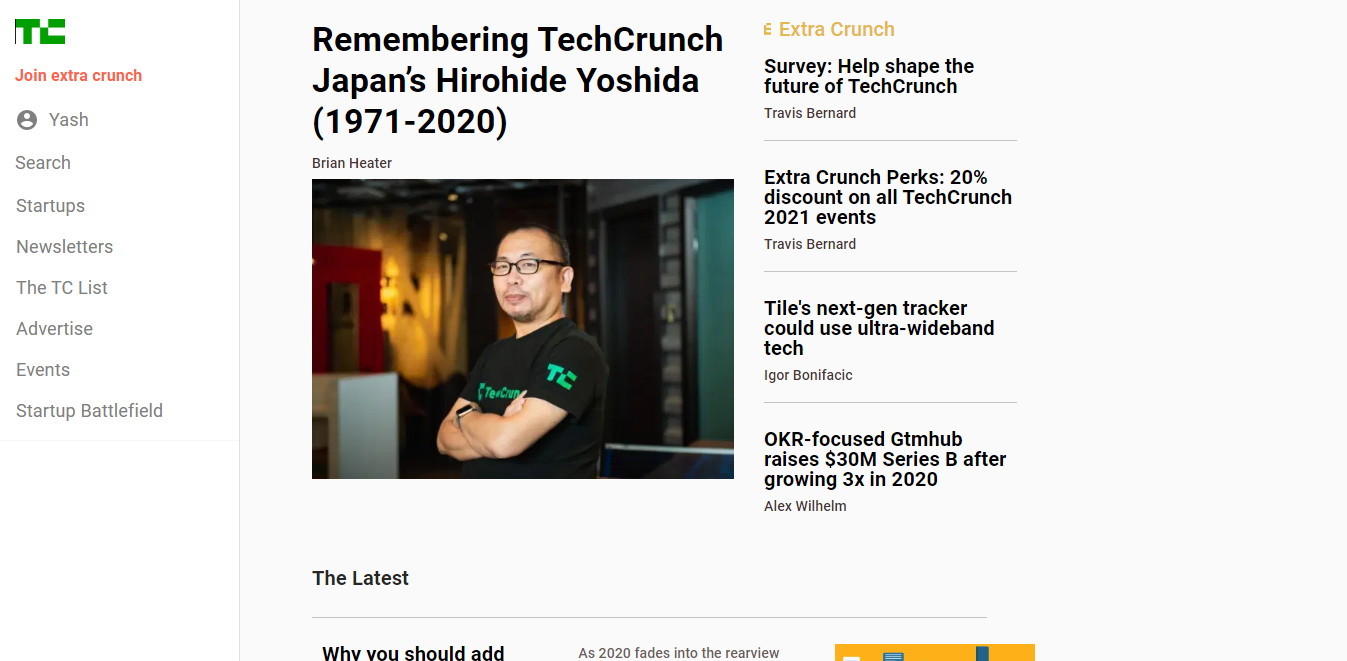 TC
Join extra crunch
Yash
Search
Startups
Newsletters
The TC List
Advertise
Events
Startup Battlefield
Remembering TechCrunch
Japan’s Hirohide Yoshida
(1971-2020)
Brian Heater
TC
TechCrun
Extra Crunch
Survey: Help shape the
future of TechCrunch
Travis Bernard
Extra Crunch Perks: 20%
discount on all TechCrunch
2021 events
Travis Bernard
Tile's next-gen tracker
could use ultra-wideband
tech
Igor Bonifacic
OKR-focused Gtmhub
raises $30M Series B after
growing 3x in 2020
Alex Wilhelm
The Latest
Why you should add
As 2020 fades into the rearview